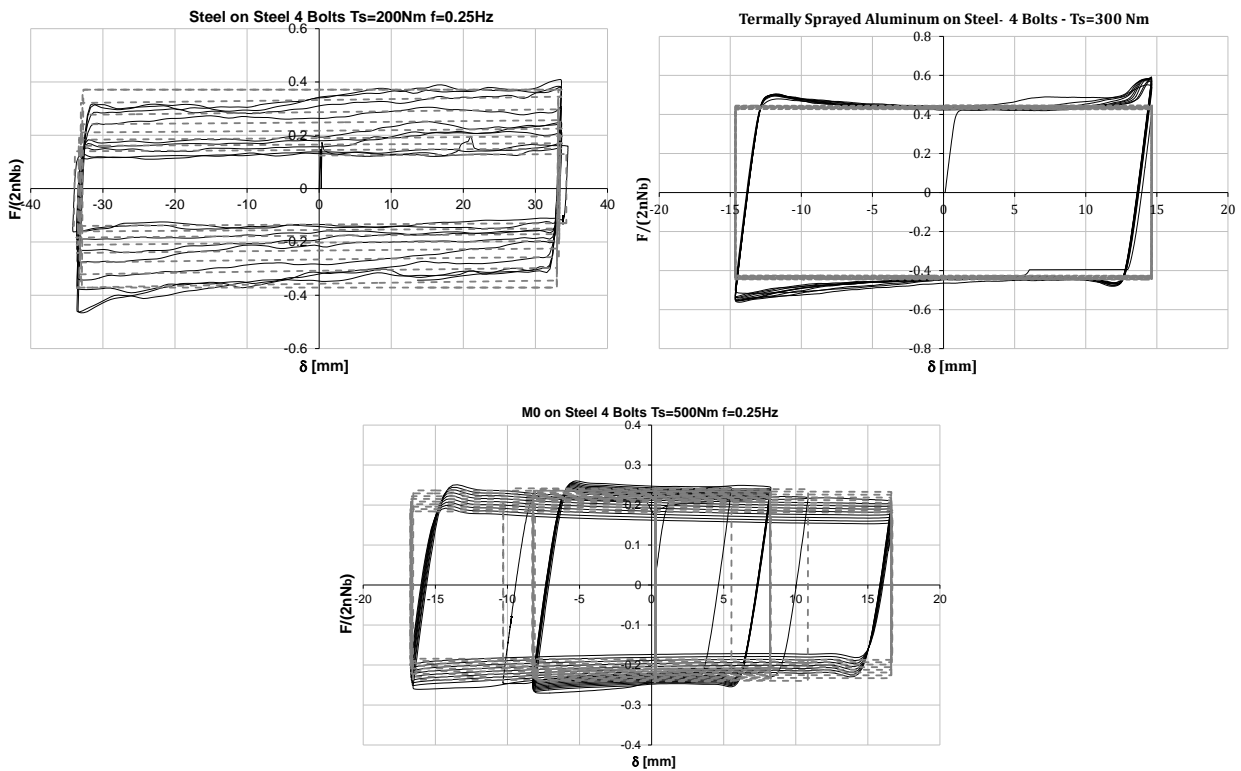 Steel on Steel 4 Bolts Ts=200Nm f=0.25Hz
0.6
0.4
0.2
0
0.2
-0.4
-0.6
-40 -30 -20 -10 0 10 20 30 40
F/(2nNb)
δ [mm]
Termally Sprayed Aluminum on Steel- 4 Bolts - Ts=300 Nm
0.8
0.6
0.4
0.2
0
-0.2
-0.4
-0.6
-0.8
-20 -15 -10 -5 0 5 10 15 20
F/(2nNb)
δ [mm]
M0 on Steel 4 Bolts Ts=500Nm f=0.25Hz
0.4
0.3
0.2
0.1
0
-0.1
-0.2
-0.3
-0.4
-20 -15 -10 -5 0 5 10 15 20
F/(2nNb)
δ [mm]